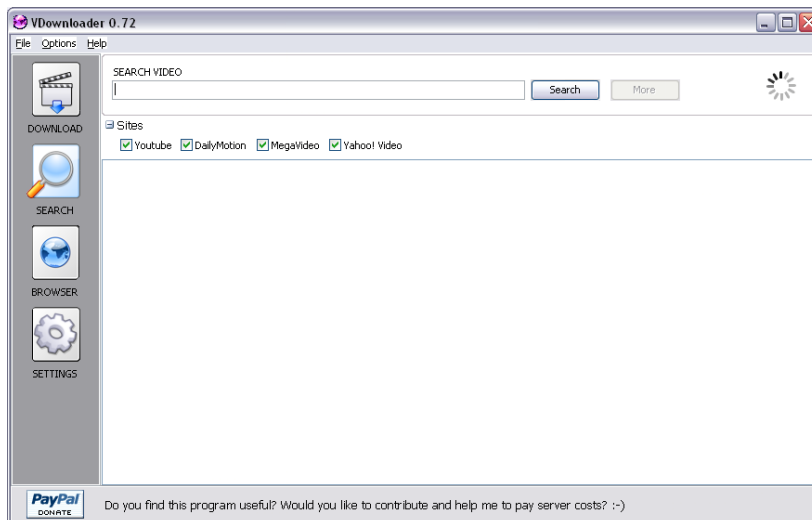 VDownloader 0.72
File Options Help
SEARCH VIDEO
Search More
DOWNLOAD
Sites
Youtube DailyMotion MegaVideo Yahoo! Video
SEARCH
BROWSER
SETTINGS
PayPal
DONATE
Do you find this program useful? Would you like to contribute and help me to pay server costs? :-)